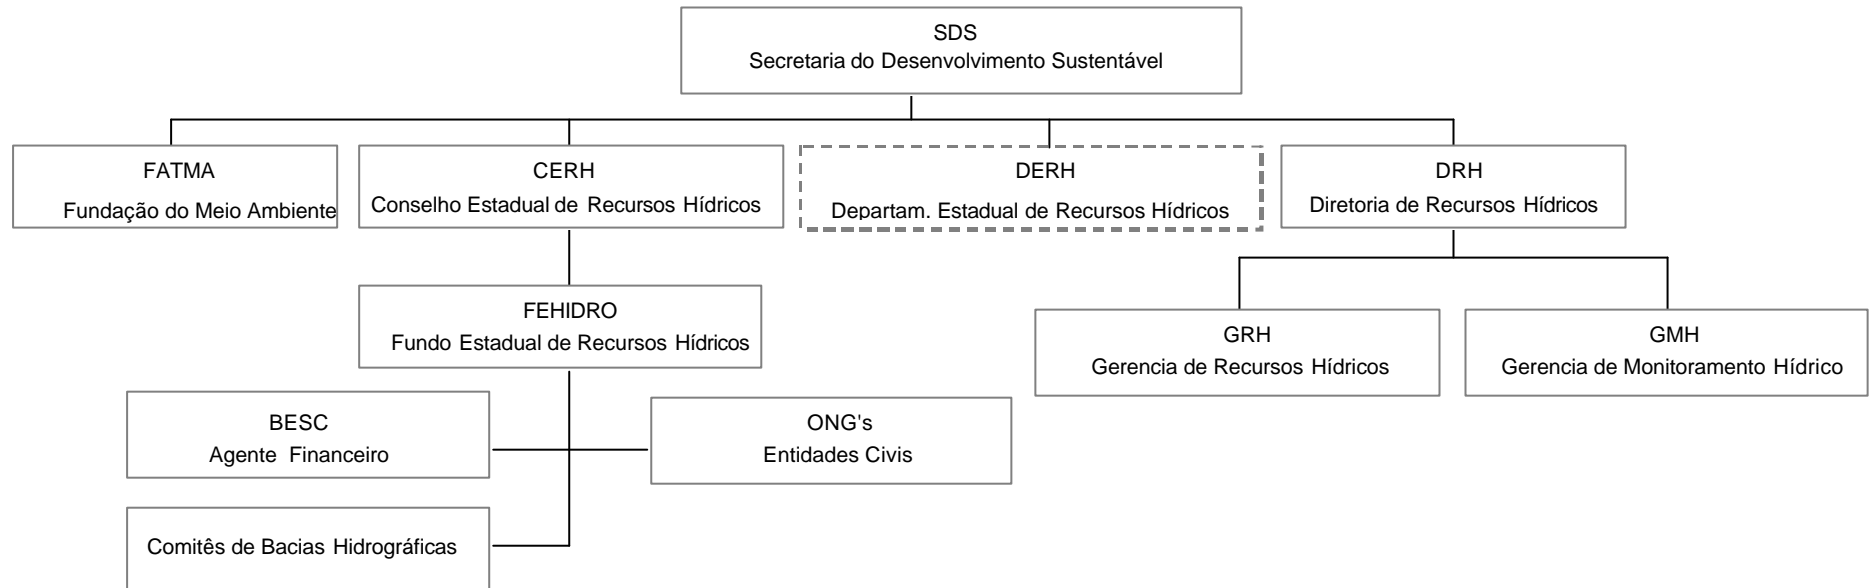 SDS
Secretaria do Desenvolvimento Sustentável
FATMA
Fundação do Meio Ambiente
CERH
Conselho Estadual de Recursos Hídricos
DERH
Departam. Estadual de Recursos Hídricos
DRH
Diretoria de Recursos Hídricos
FEHIDRO
Fundo Estadual de Recursos Hídricos
GRH
Gerencia de Recursos Hídricos
GMH
Gerencia de Monitoramento Hídrico
BESC
Agente Financeiro
ONG's
Entidades Civis
Comitês de Bacias Hidrográficas